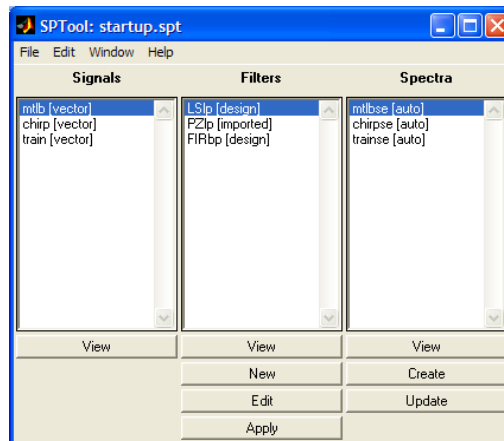 SPTool: startup.spt
File Edit Window Help
Signals Filters Spectra
mtlb [vector] LSlp [design] mtlbse [auto]
chirp [vector] PZlp [imported] chirpse [auto]
train [vector] FIRbp [design] trainse [auto]
View View View
New Create
Edit Update
Apply